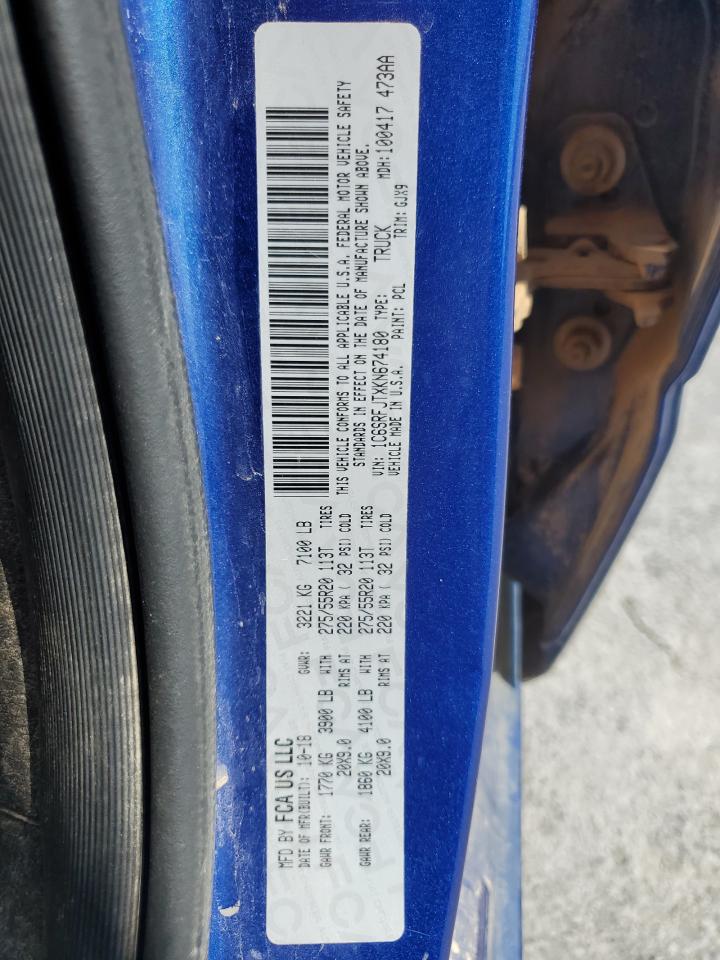 MFD BY FCA US LLC
DATE OF MFR(BUILT): 10-18 GVWR: 3221 KG 7100 LB
GAWR FRONT: 1770 KG 3900 LB WITH 275/55R20 113T TIRES
20X9.0 RIMS AT 220 KPA ( 32 PSI) COLD
GAWR REAR: 1860 KG 4100 LB WITH 275/55R20 113T TIRES
20X9.0 RIMS AT 220 KPA ( 32 PSI) COLD
THIS VEHICLE CONFORMS TO ALL APPLICABLE U.S.A. FEDERAL MOTOR VEHICLE SAFETY
STANDARDS IN EFFECT ON THE DATE OF MANUFACTURE SHOWN ABOVE.
VIN: 1C6SRFJTXKN674180 TYPE: TRUCK MDH:100417 473AA
VEHICLE MADE IN U.S.A. PAINT: PCL TRIM: GJX9